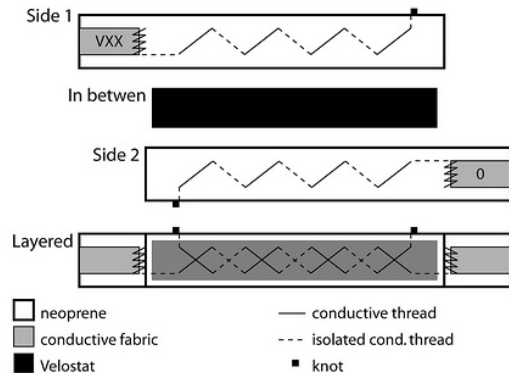 Side 1
VXX
In betwen
Side 2
0
Layered
neoprene
conductive fabric
Velostat
conductive thread
isolated cond. thread
knot